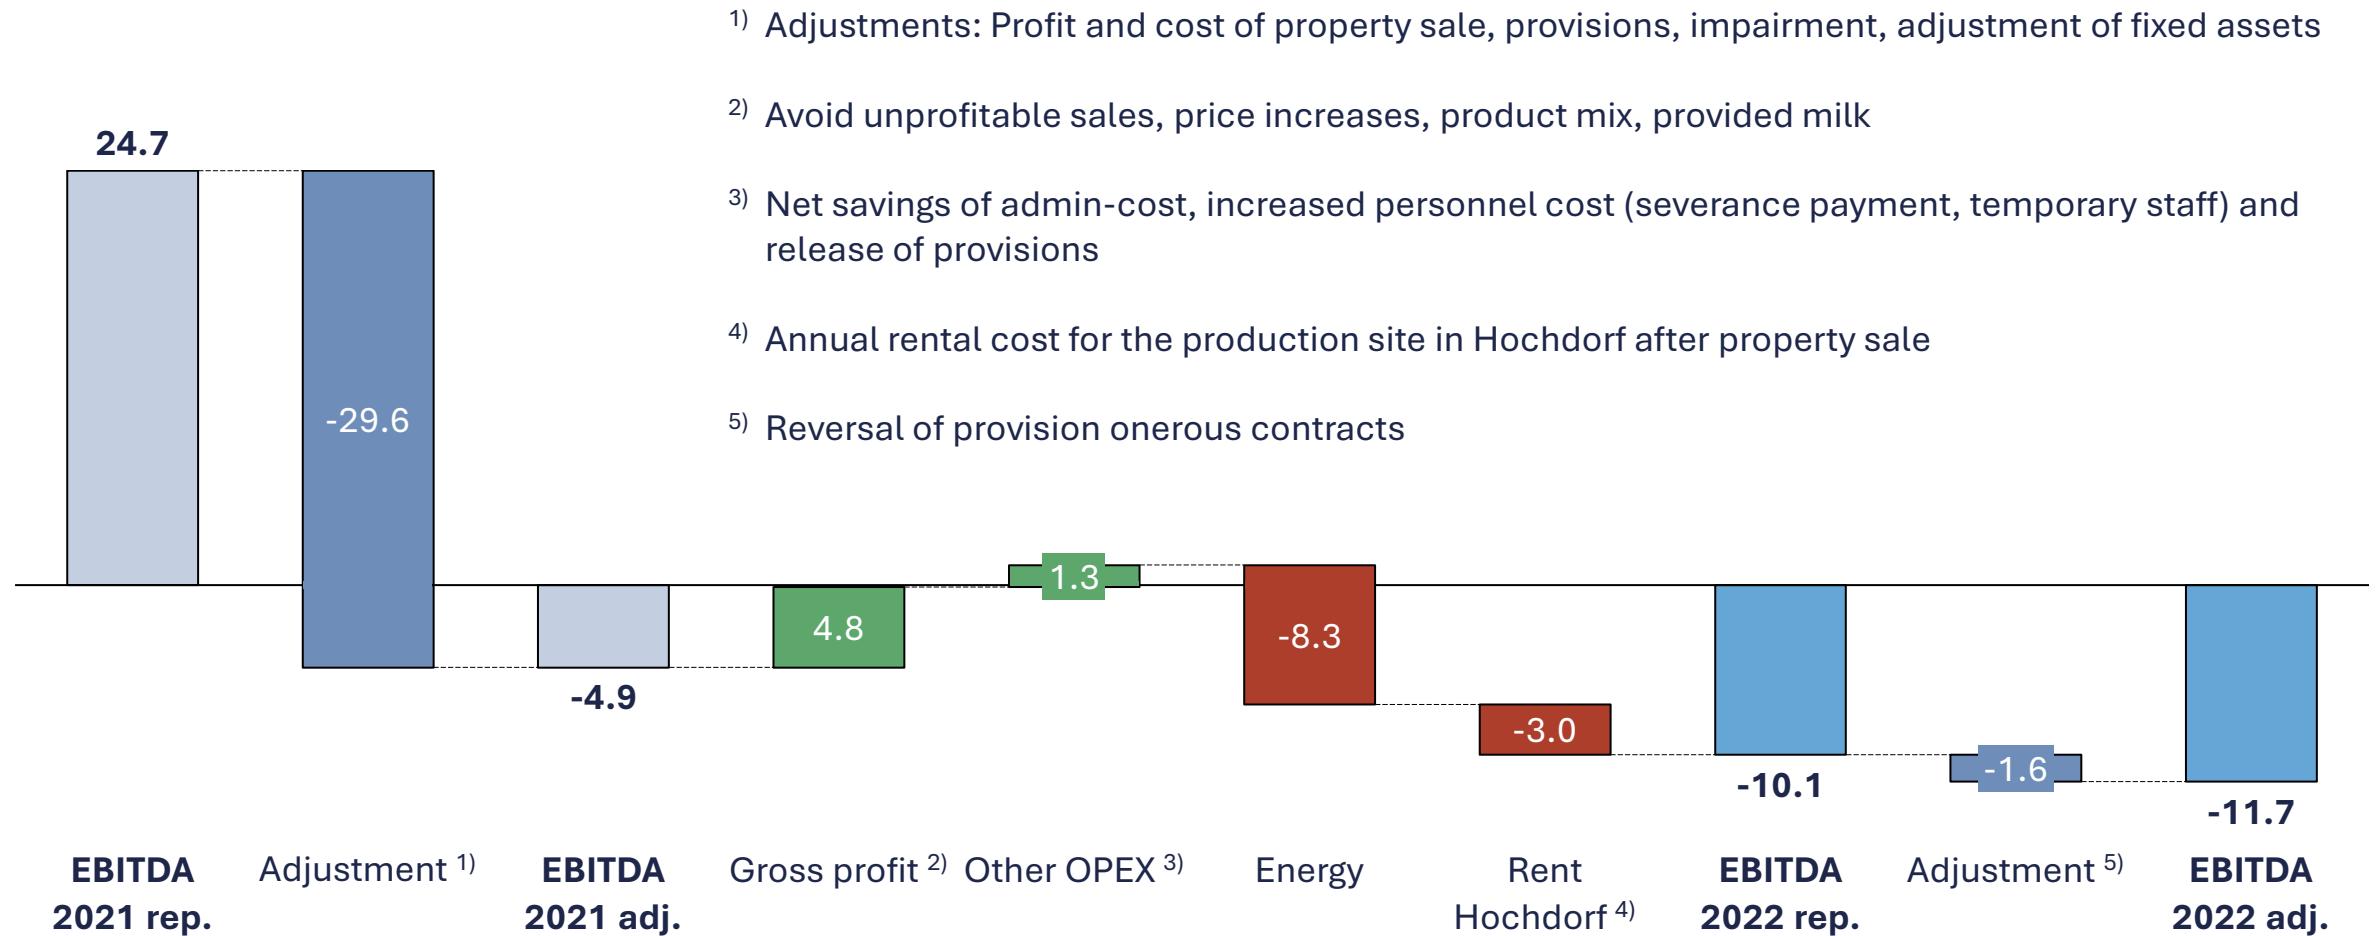 1) Adjustments: Profit and cost of property sale, provisions, impairment, adjustment of fixed assets
2) Avoid unprofitable sales, price increases, product mix, provided milk
3) Net savings of admin-cost, increased personnel cost (severance payment, temporary staff) and
release of provisions
4) Annual rental cost for the production site in Hochdorf after property sale
5) Reversal of provision onerous contracts
24.7
-29.6
-4.9
4.8
1.3
-8.3
-3.0
-10.1
-1.6
-11.7
EBITDA
2021 rep.
Adjustment 1)
EBITDA
2021 adj.
Gross profit 2)
Other OPEX 3)
Energy
Rent
Hochdorf 4)
EBITDA
2022 rep.
Adjustment 5)
EBITDA
2022 adj.